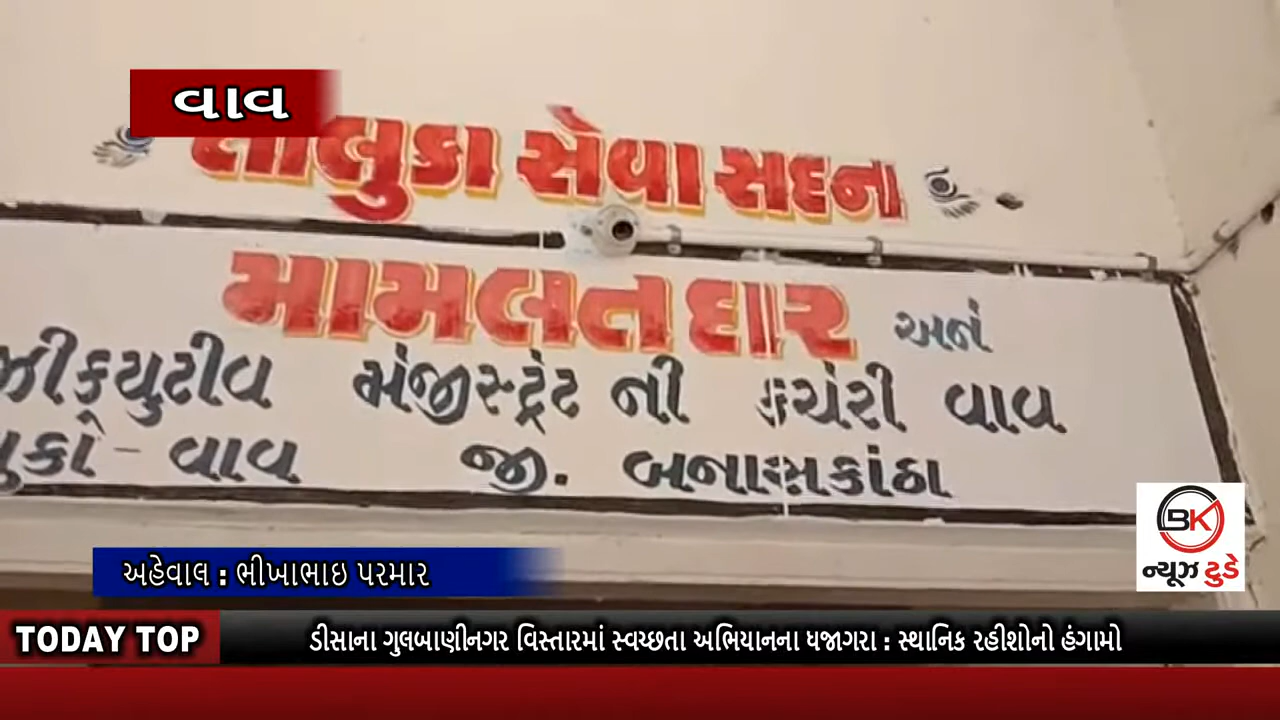 વાવ
તાલુકા સેવા સદના
મામલતદાર અને
ઝીક્યુટીવ મેજીસ્ટ્રેટ ની કચેરી વાવ
લુકો - વાવ જી. બનાસકાંઠા
BK
ન્યૂઝ ટુડે
અહેવાલ : ભીખાભાઇ પરમાર
TODAY TOP ડીસાના ગુલબાણીનગર વિસ્તારમાં સ્વચ્છતા અભિયાનના ધજાગરા : સ્થાનિક રહીશોનો હંગામો